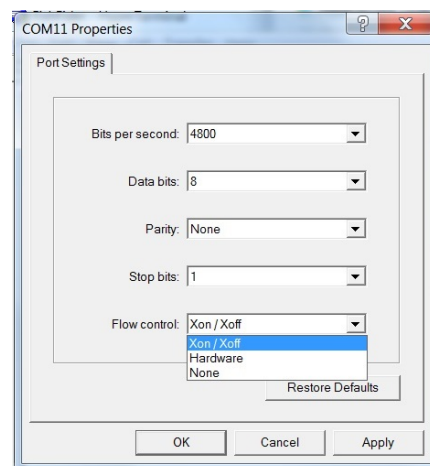 COM11 Properties
Port Settings
Bits per second: 4800
Data bits: 8
Parity: None
Stop bits: 1
Flow control: Xon / Xoff
Xon / Xoff
Hardware
None
Restore Defaults
OK Cancel Apply